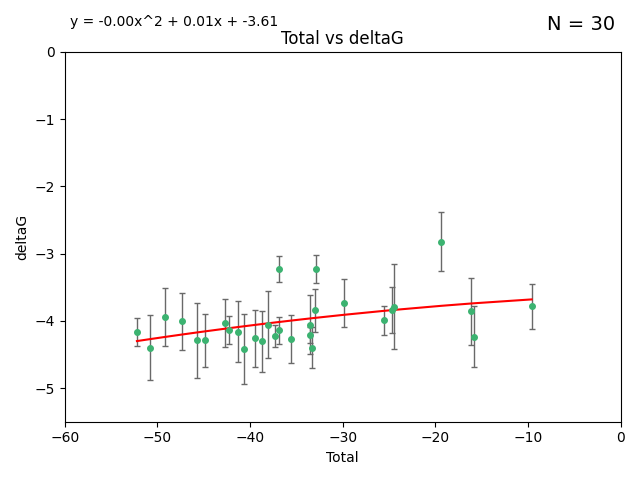 y = -0.00x^2 + 0.01x + -3.61
N = 30
Total vs deltaG
0
−1
−2
−3
−4
−5
deltaG
−60 −50 −40 −30 −20 −10 0
Total